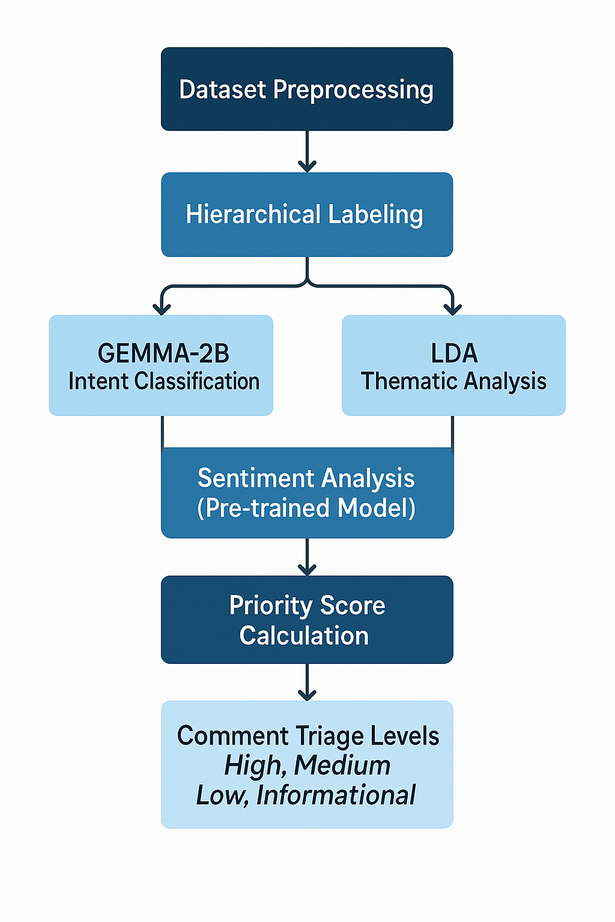 Dataset Preprocessing
Hierarchical Labeling
GEMMA-2B
Intent Classification
LDA
Thematic Analysis
Sentiment Analysis
(Pre-trained Model)
Priority Score
Calculation
Comment Triage Levels
High, Medium
Low, Informational